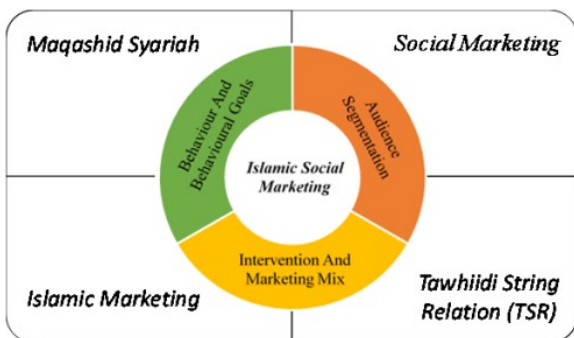 Maqashid Syariah
Social Marketing
Behaviour And
Behavioural Goals
Audience
Segmentation
Islamic Social
Marketing
Intervention And
Marketing Mix
Islamic Marketing
Tawhiidi String
Relation (TSR)